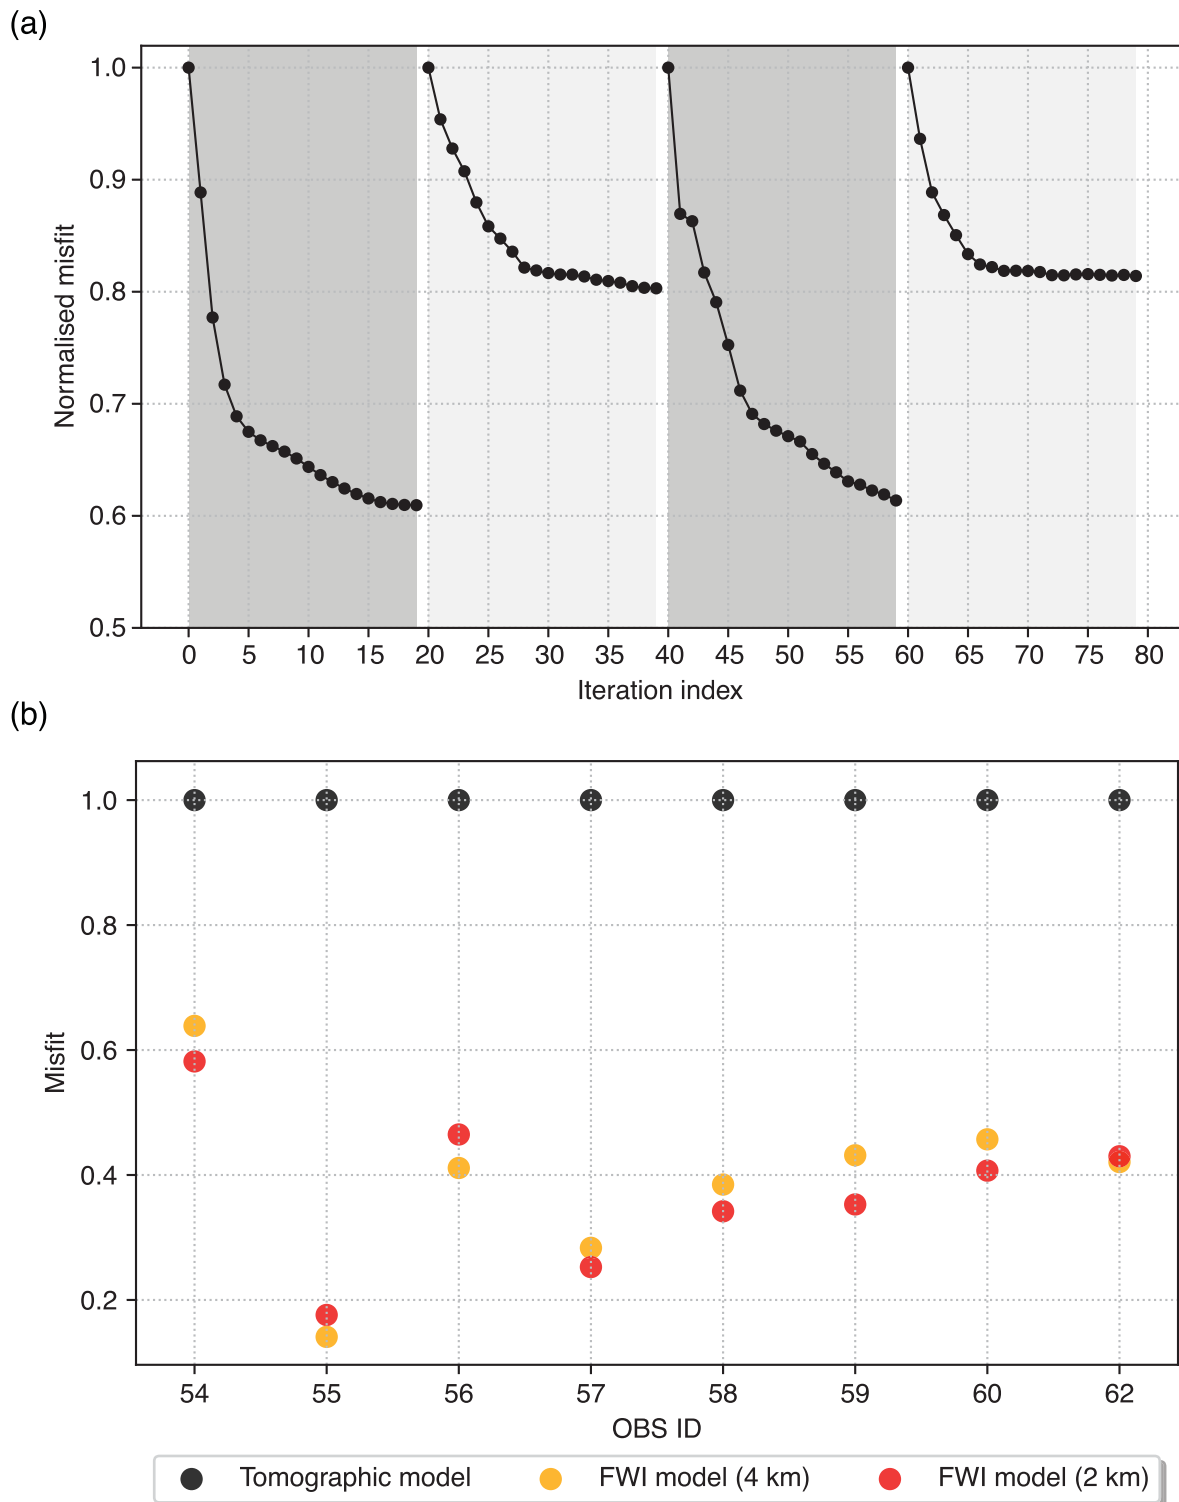 (a)
1.0
0.9
0.8
0.7
0.6
0.5
Normalised misfit
0 5 10 15 20 25 30 35 40 45 50 55 60 65 70 75 80
Iteration index
(b)
1.0
0.8
0.6
0.4
0.2
Misfit
54 55 56 57 58 59 60 62
OBS ID
Tomographic model FWI model (4 km) FWI model (2 km)